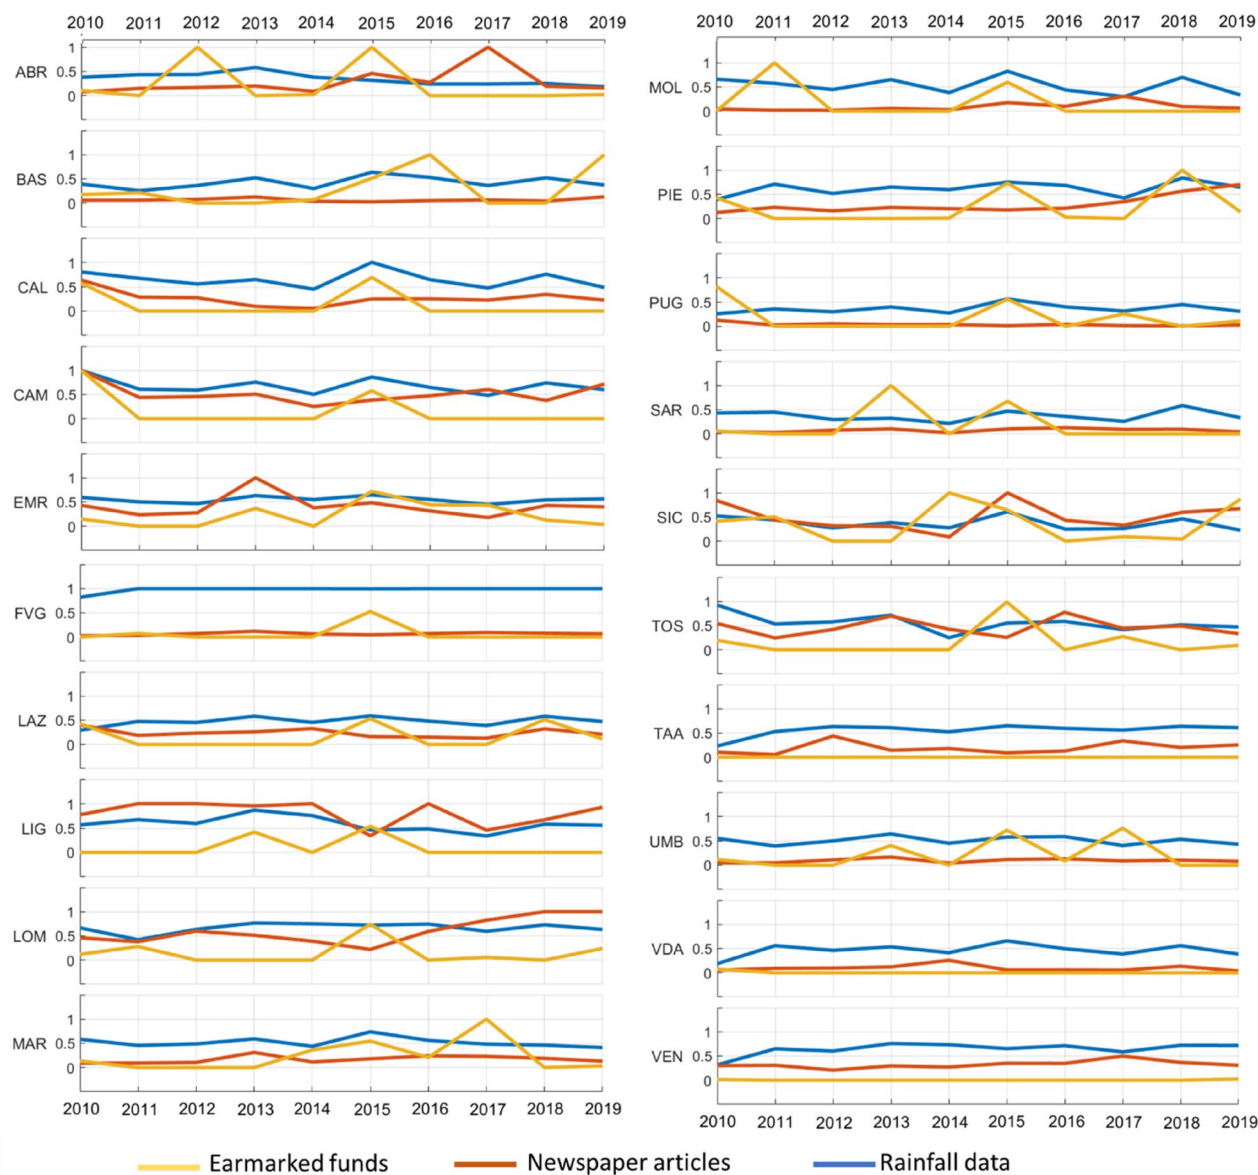 2010 2011 2012 2013 2014 2015 2016 2017 2018 2019
ABR 1 0.5 0
BAS 1 0.5 0
CAL 1 0.5 0
CAM 1 0.5 0
EMR 1 0.5 0
FVG 1 0.5 0
LAZ 1 0.5 0
LIG 1 0.5 0
LOM 1 0.5 0
MAR 1 0.5 0
2010 2011 2012 2013 2014 2015 2016 2017 2018 2019
2010 2011 2012 2013 2014 2015 2016 2017 2018 2019
MOL 1 0.5 0
PIE 1 0.5 0
PUG 1 0.5 0
SAR 1 0.5 0
SIC 1 0.5 0
TOS 1 0.5 0
TAA 1 0.5 0
UMB 1 0.5 0
VDA 1 0.5 0
VEN 1 0.5 0
2010 2011 2012 2013 2014 2015 2016 2017 2018 2019
Earmarked funds Newspaper articles Rainfall data